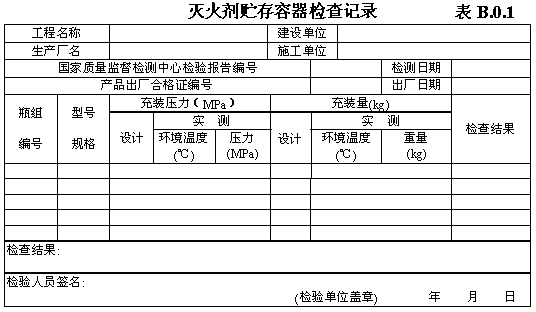 灭火剂贮存容器检查记录 表 B.0.1
工程名称 建设单位
生产厂名 施工单位
国家质量监督检测中心检验报告编号 检测日期
产品出厂合格证编号 出厂日期
瓶组编号 型号规格 充装压力（MPa） 充装量(kg) 检查结果
设计 实 测 设计 实 测
环境温度(℃) 压力(MPa) 环境温度(℃) 重量(kg)
检查结果:
检验人员签名:
(检验单位盖章) 年 月 日